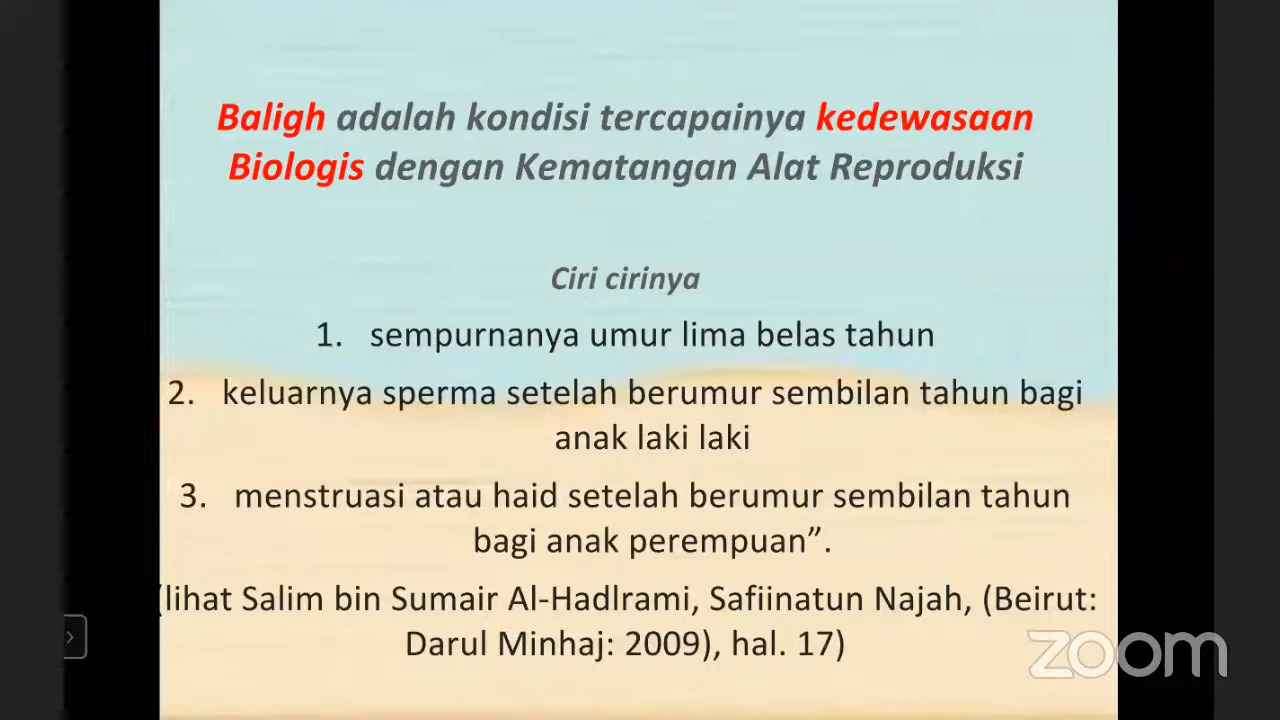 Baligh adalah kondisi tercapainya kedewasaan
Biologis dengan Kematangan Alat Reproduksi
Ciri cirinya
1. sempurnanya umur lima belas tahun
2. keluarnya sperma setelah berumur sembilan tahun bagi
anak laki laki
3. menstruasi atau haid setelah berumur sembilan tahun
bagi anak perempuan”.
(lihat Salim bin Sumair Al-Hadlrami, Safiinatun Najah, (Beirut:
Darul Minhaj: 2009), hal. 17)
zoom